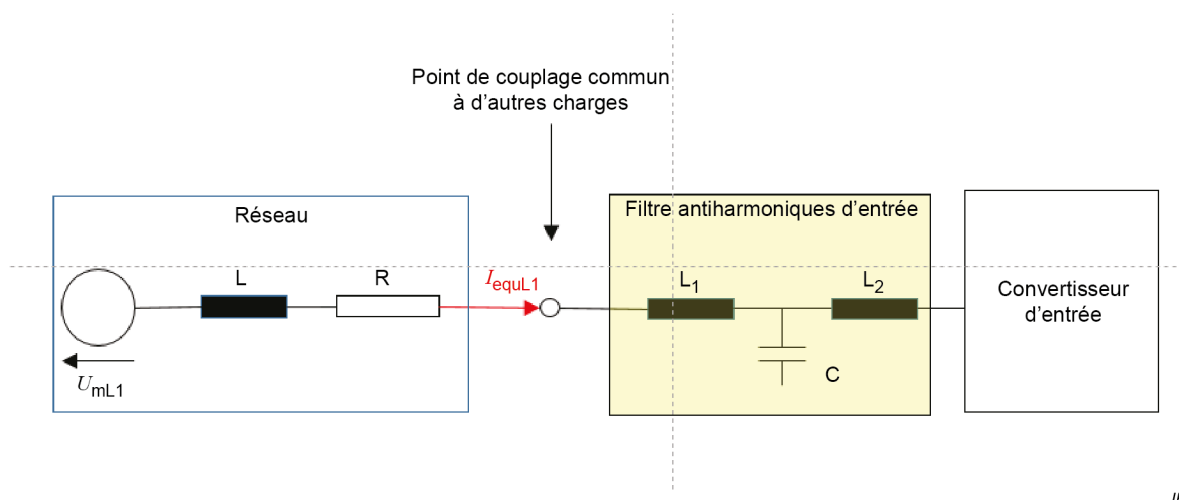 Point de couplage commun
à d'autres charges
Réseau
Filtre antiharmoniques d'entrée
L
R
IequL1
L1
L2
Convertisseur
d'entrée
UmL1
C